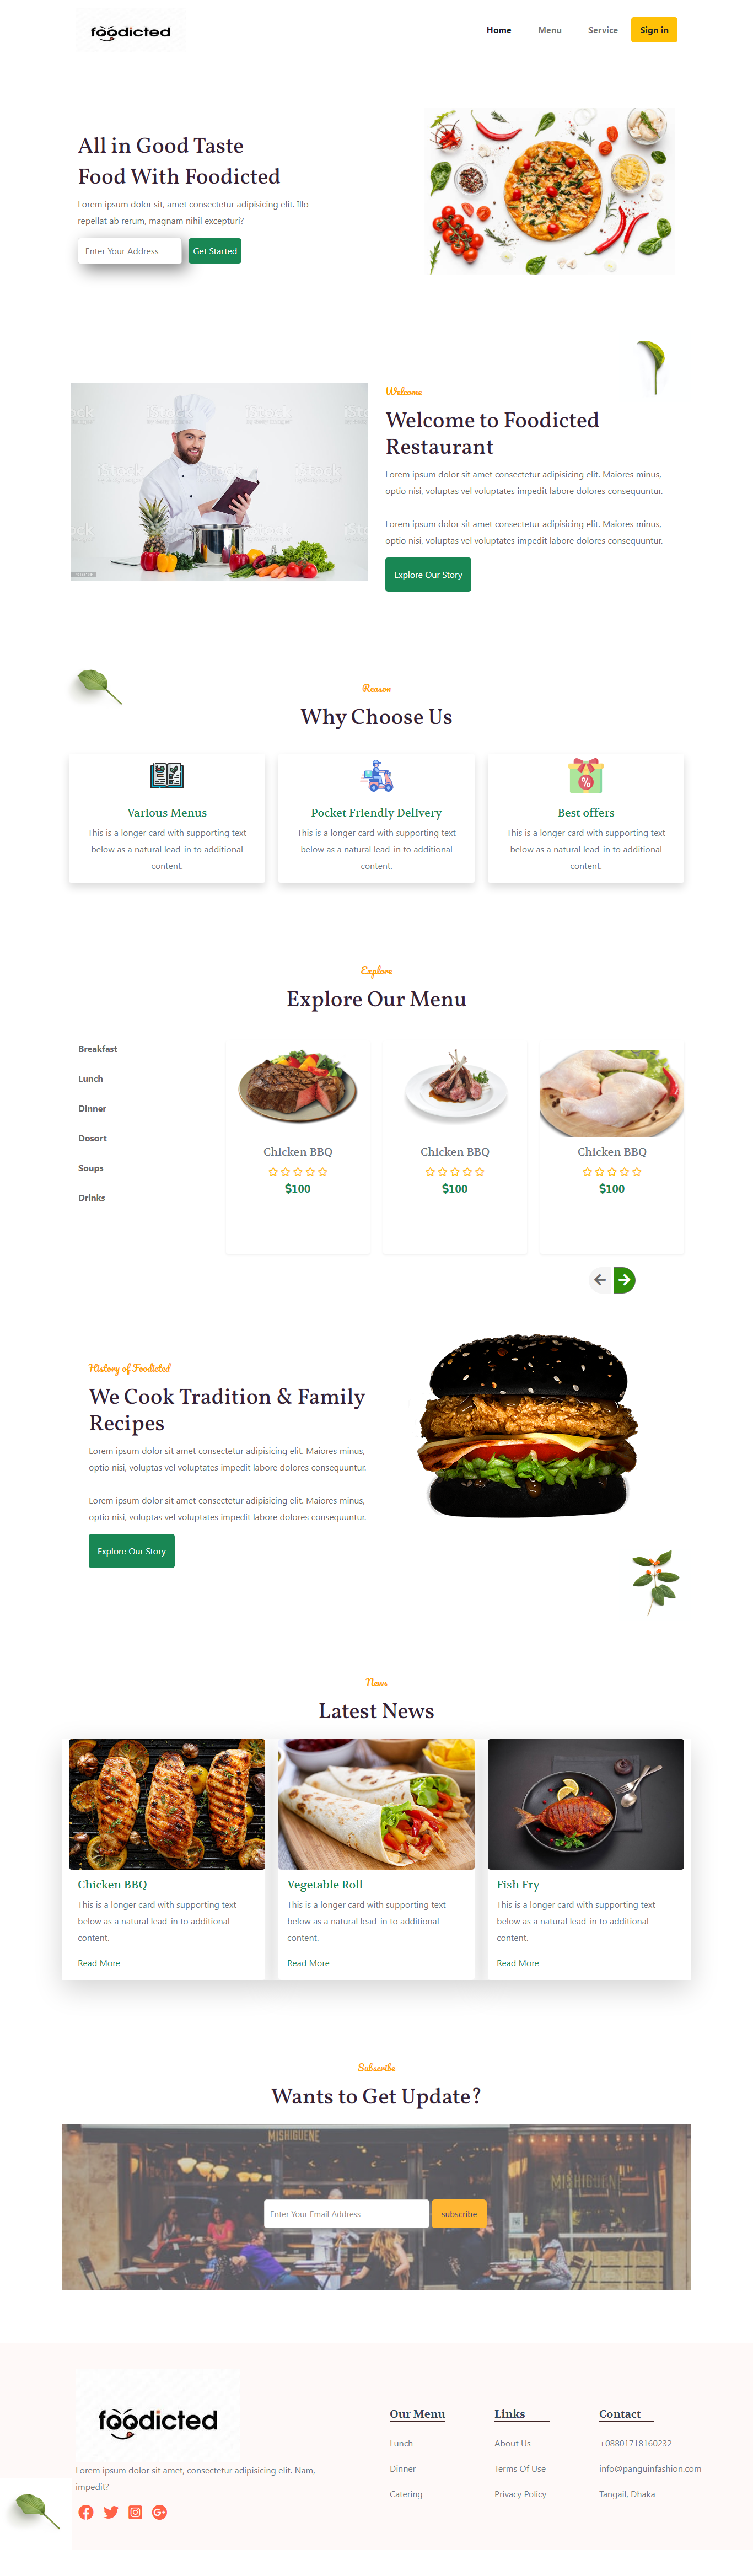 foodicted
Home
Menu
Service
Sign in
All in Good Taste
Food With Foodicted
Lorem ipsum dolor sit, amet consectetur adipisicing elit. Illo
repellat ab rerum, magnam nihil excepturi?
Enter Your Address
Get Started
iStock
Welcome
Welcome to Foodicted
Restaurant
Lorem ipsum dolor sit amet consectetur adipisicing elit. Maiores minus,
optio nisi, voluptas vel voluptates impedit labore dolores consequuntur.
Lorem ipsum dolor sit amet consectetur adipisicing elit. Maiores minus,
optio nisi, voluptas vel voluptates impedit labore dolores consequuntur.
Explore Our Story
Reason
Why Choose Us
Various Menus
This is a longer card with supporting text
below as a natural lead-in to additional
content.
Pocket Friendly Delivery
This is a longer card with supporting text
below as a natural lead-in to additional
content.
Best offers
This is a longer card with supporting text
below as a natural lead-in to additional
content.
Explore
Explore Our Menu
Breakfast
Lunch
Dinner
Dosort
Soups
Drinks
Chicken BBQ
$100
Chicken BBQ
$100
Chicken BBQ
$100
History of Foodicted
We Cook Tradition & Family
Recipes
Lorem ipsum dolor sit amet consectetur adipisicing elit. Maiores minus,
optio nisi, voluptas vel voluptates impedit labore dolores consequuntur.
Lorem ipsum dolor sit amet consectetur adipisicing elit. Maiores minus,
optio nisi, voluptas vel voluptates impedit labore dolores consequuntur.
Explore Our Story
News
Latest News
Chicken BBQ
This is a longer card with supporting text
below as a natural lead-in to additional
content.
Read More
Vegetable Roll
This is a longer card with supporting text
below as a natural lead-in to additional
content.
Read More
Fish Fry
This is a longer card with supporting text
below as a natural lead-in to additional
content.
Read More
Subscribe
Wants to Get Update?
MISHIGUENE
MISHIGUENE
Enter Your Email Address
subscribe
foodicted
Lorem ipsum dolor sit amet, consectetur adipisicing elit. Nam,
impedit?
Our Menu
Lunch
Dinner
Catering
Links
About Us
Terms Of Use
Privacy Policy
Contact
+08801718160232
info@panguinfashion.com
Tangail, Dhaka